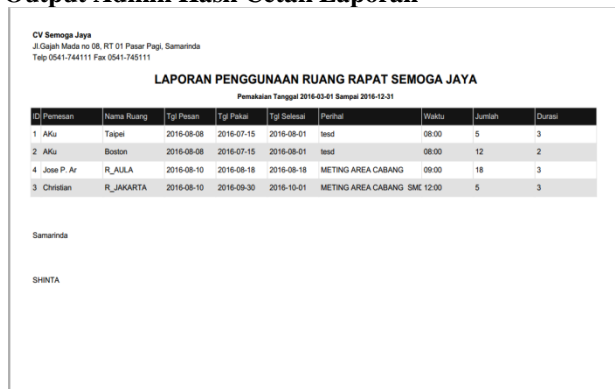 Output Admin Hasil Cetak Laporan
CV Semoga Jaya
Jl.Gajah Mada no 08, RT 01 Pasar Pagi, Samarinda
Telp 0541-744111 Fax 0541-745111
LAPORAN PENGGUNAAN RUANG RAPAT SEMOGA JAYA
Pemakaian Tanggal 2016-03-01 Sampai 2016-12-31
ID Pemesan Nama Ruang Tgl Pesan Tgl Pakai Tgl Selesai Perihal Waktu Jumlah Durasi
1 AKu Taipei 2016-08-08 2016-07-15 2016-08-01 tesd 08:00 5 3
2 AKu Boston 2016-08-08 2016-07-15 2016-08-01 tesd 08:00 12 2
4 Jose P. Ar R_AULA 2016-08-10 2016-08-18 2016-08-18 METING AREA CABANG 09:00 18 3
3 Christian R_JAKARTA 2016-08-10 2016-09-30 2016-10-01 METING AREA CABANG SME 12:00 5 3
Samarinda
SHINTA